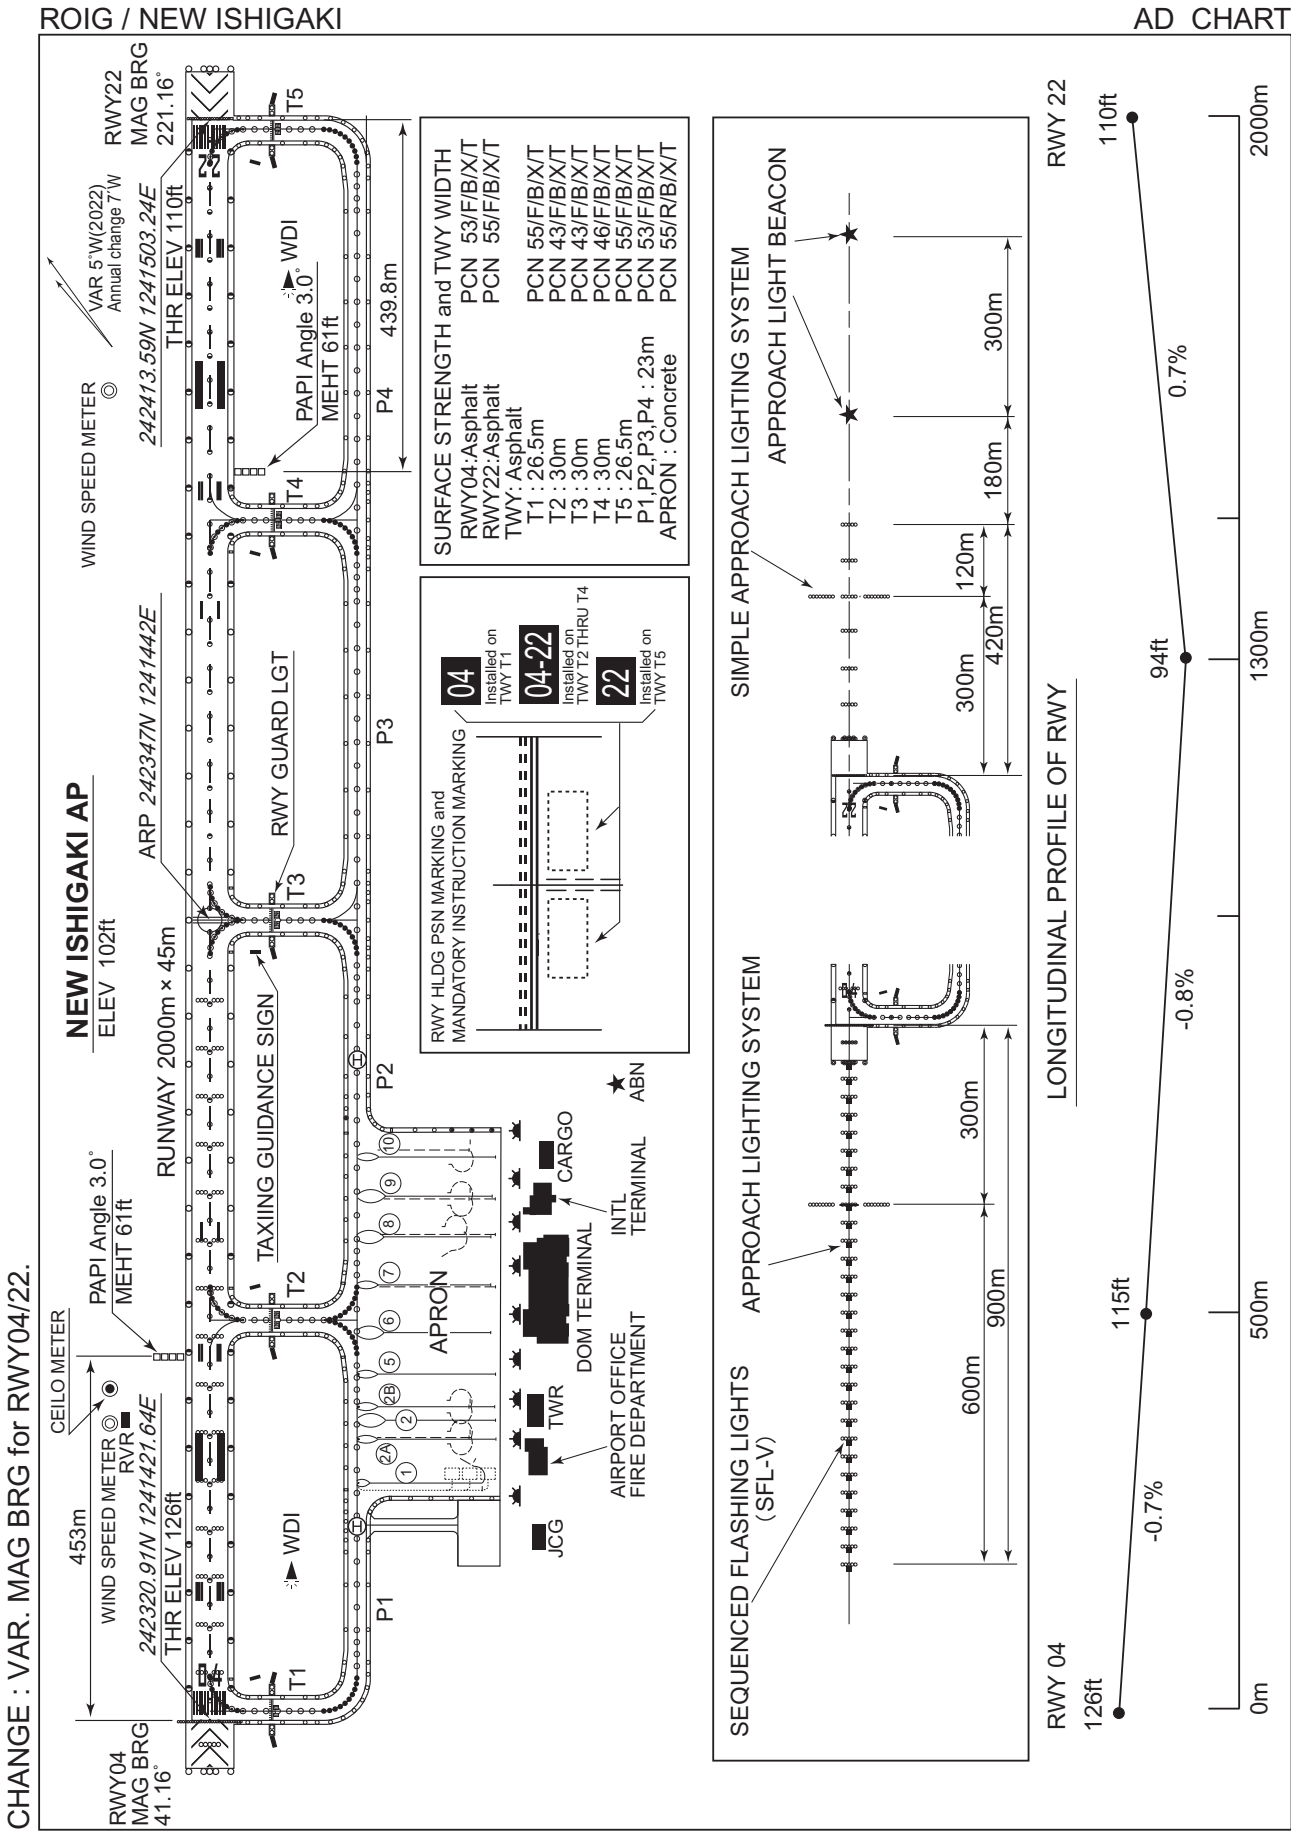 ROIG / NEW ISHIGAKI
AD CHART
CHANGE : VAR. MAG BRG for RWY04/22.
NEW ISHIGAKI AP
ELEV 102ft
RWY04
MAG BRG
41.16°
453m
CEILO METER
WIND SPEED METER
RVR
242320.91N 1241421.64E
THR ELEV 126ft
PAPI Angle 3.0°
MEHT 61ft
RUNWAY 2000m × 45m
ARP 242347N 1241442E
WIND SPEED METER
VAR 5°W(2022)
Annual change 7'W
242413.59N 1241503.24E
THR ELEV 110ft
RWY22
MAG BRG
221.16°
04
22
T1
WDI
T2
TAXIING GUIDANCE SIGN
T3
RWY GUARD LGT
T4
PAPI Angle 3.0°
MEHT 61ft
WDI
T5
439.8m
P1
P2
P3
P4
H
H
1
2A
2
2B
5
6
7
8
9
10
APRON
JCG
AIRPORT OFFICE
FIRE DEPARTMENT
TWR
DOM TERMINAL
INTL
TERMINAL
CARGO
ABN
RWY HLDG PSN MARKING and
MANDATORY INSTRUCTION MARKING
04
Installed on
TWY T1
04-22
Installed on
TWY T2 THRU T4
22
Installed on
TWY T5
SURFACE STRENGTH and TWY WIDTH
RWY04:Asphalt PCN 53/F/B/X/T
RWY22:Asphalt PCN 55/F/B/X/T
TWY: Asphalt
T1 : 26.5m PCN 55/F/B/X/T
T2 : 30m PCN 43/F/B/X/T
T3 : 30m PCN 43/F/B/X/T
T4 : 30m PCN 46/F/B/X/T
T5 : 26.5m PCN 55/F/B/X/T
P1,P2,P3,P4 : 23m PCN 53/F/B/X/T
APRON : Concrete PCN 55/R/B/X/T
SEQUENCED FLASHING LIGHTS
(SFL-V)
APPROACH LIGHTING SYSTEM
04
600m
300m
900m
SIMPLE APPROACH LIGHTING SYSTEM
APPROACH LIGHT BEACON
22
300m
120m
420m
180m
300m
LONGITUDINAL PROFILE OF RWY
RWY 04
126ft
115ft
94ft
RWY 22
110ft
-0.7%
-0.8%
0.7%
0m
500m
1300m
2000m